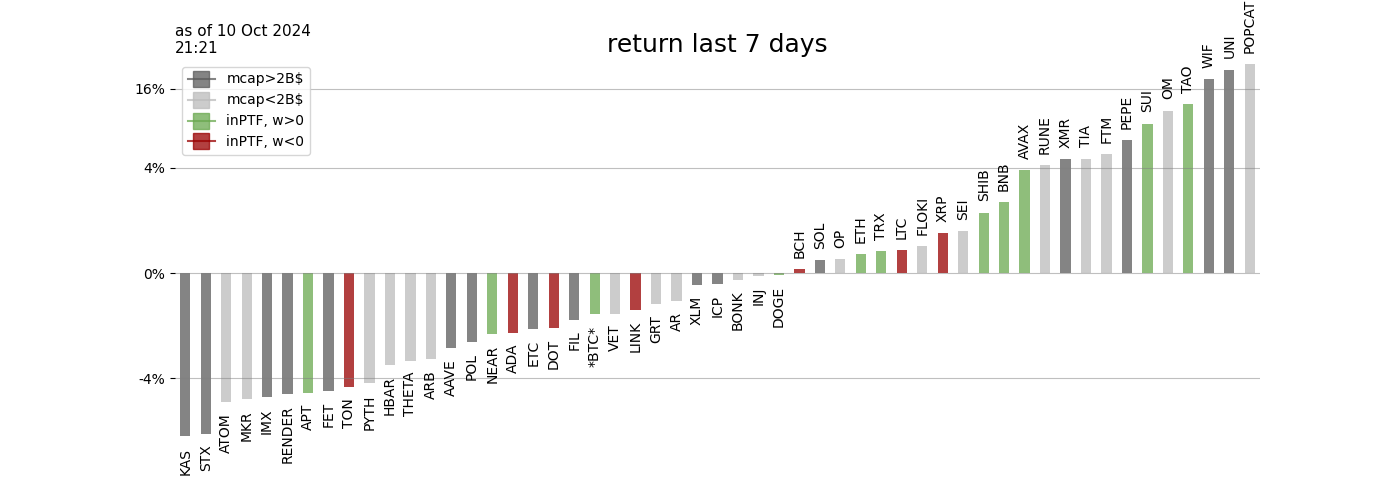 as of 10 Oct 2024
21:21
return last 7 days
mcap>2B$
mcap<2B$
inPTF, w>0
inPTF, w<0
16%
4%
0%
-4%
KAS
STX
ATOM
MKR
IMX
RENDER
APT
FET
TON
PYTH
HBAR
THETA
ARB
AAVE
POL
NEAR
ADA
ETC
DOT
FIL
*BTC*
VET
LINK
GRT
AR
XLM
ICP
BONK
INJ
DOGE
BCH
SOL
OP
ETH
TRX
LTC
FLOKI
XRP
SEI
SHIB
BNB
AVAX
RUNE
XMR
TIA
FTM
PEPE
SUI
OM
TAO
WIF
UNI
POPCAT